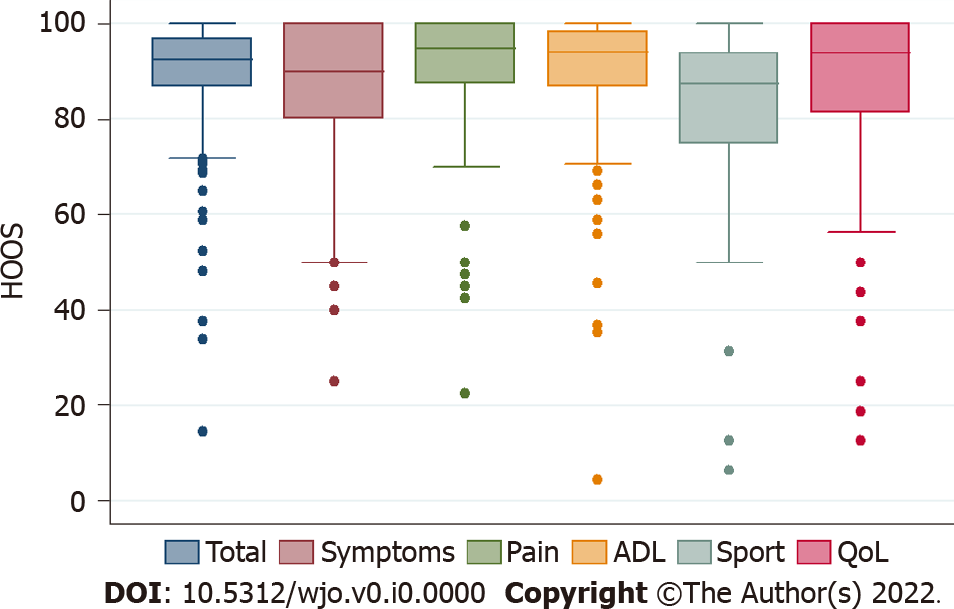 100
80
60
40
20
0
HOOS
Total Symptoms Pain ADL Sport QoL
DOI: 10.5312/wjo.v0.i0.0000 Copyright ©The Author(s) 2022.